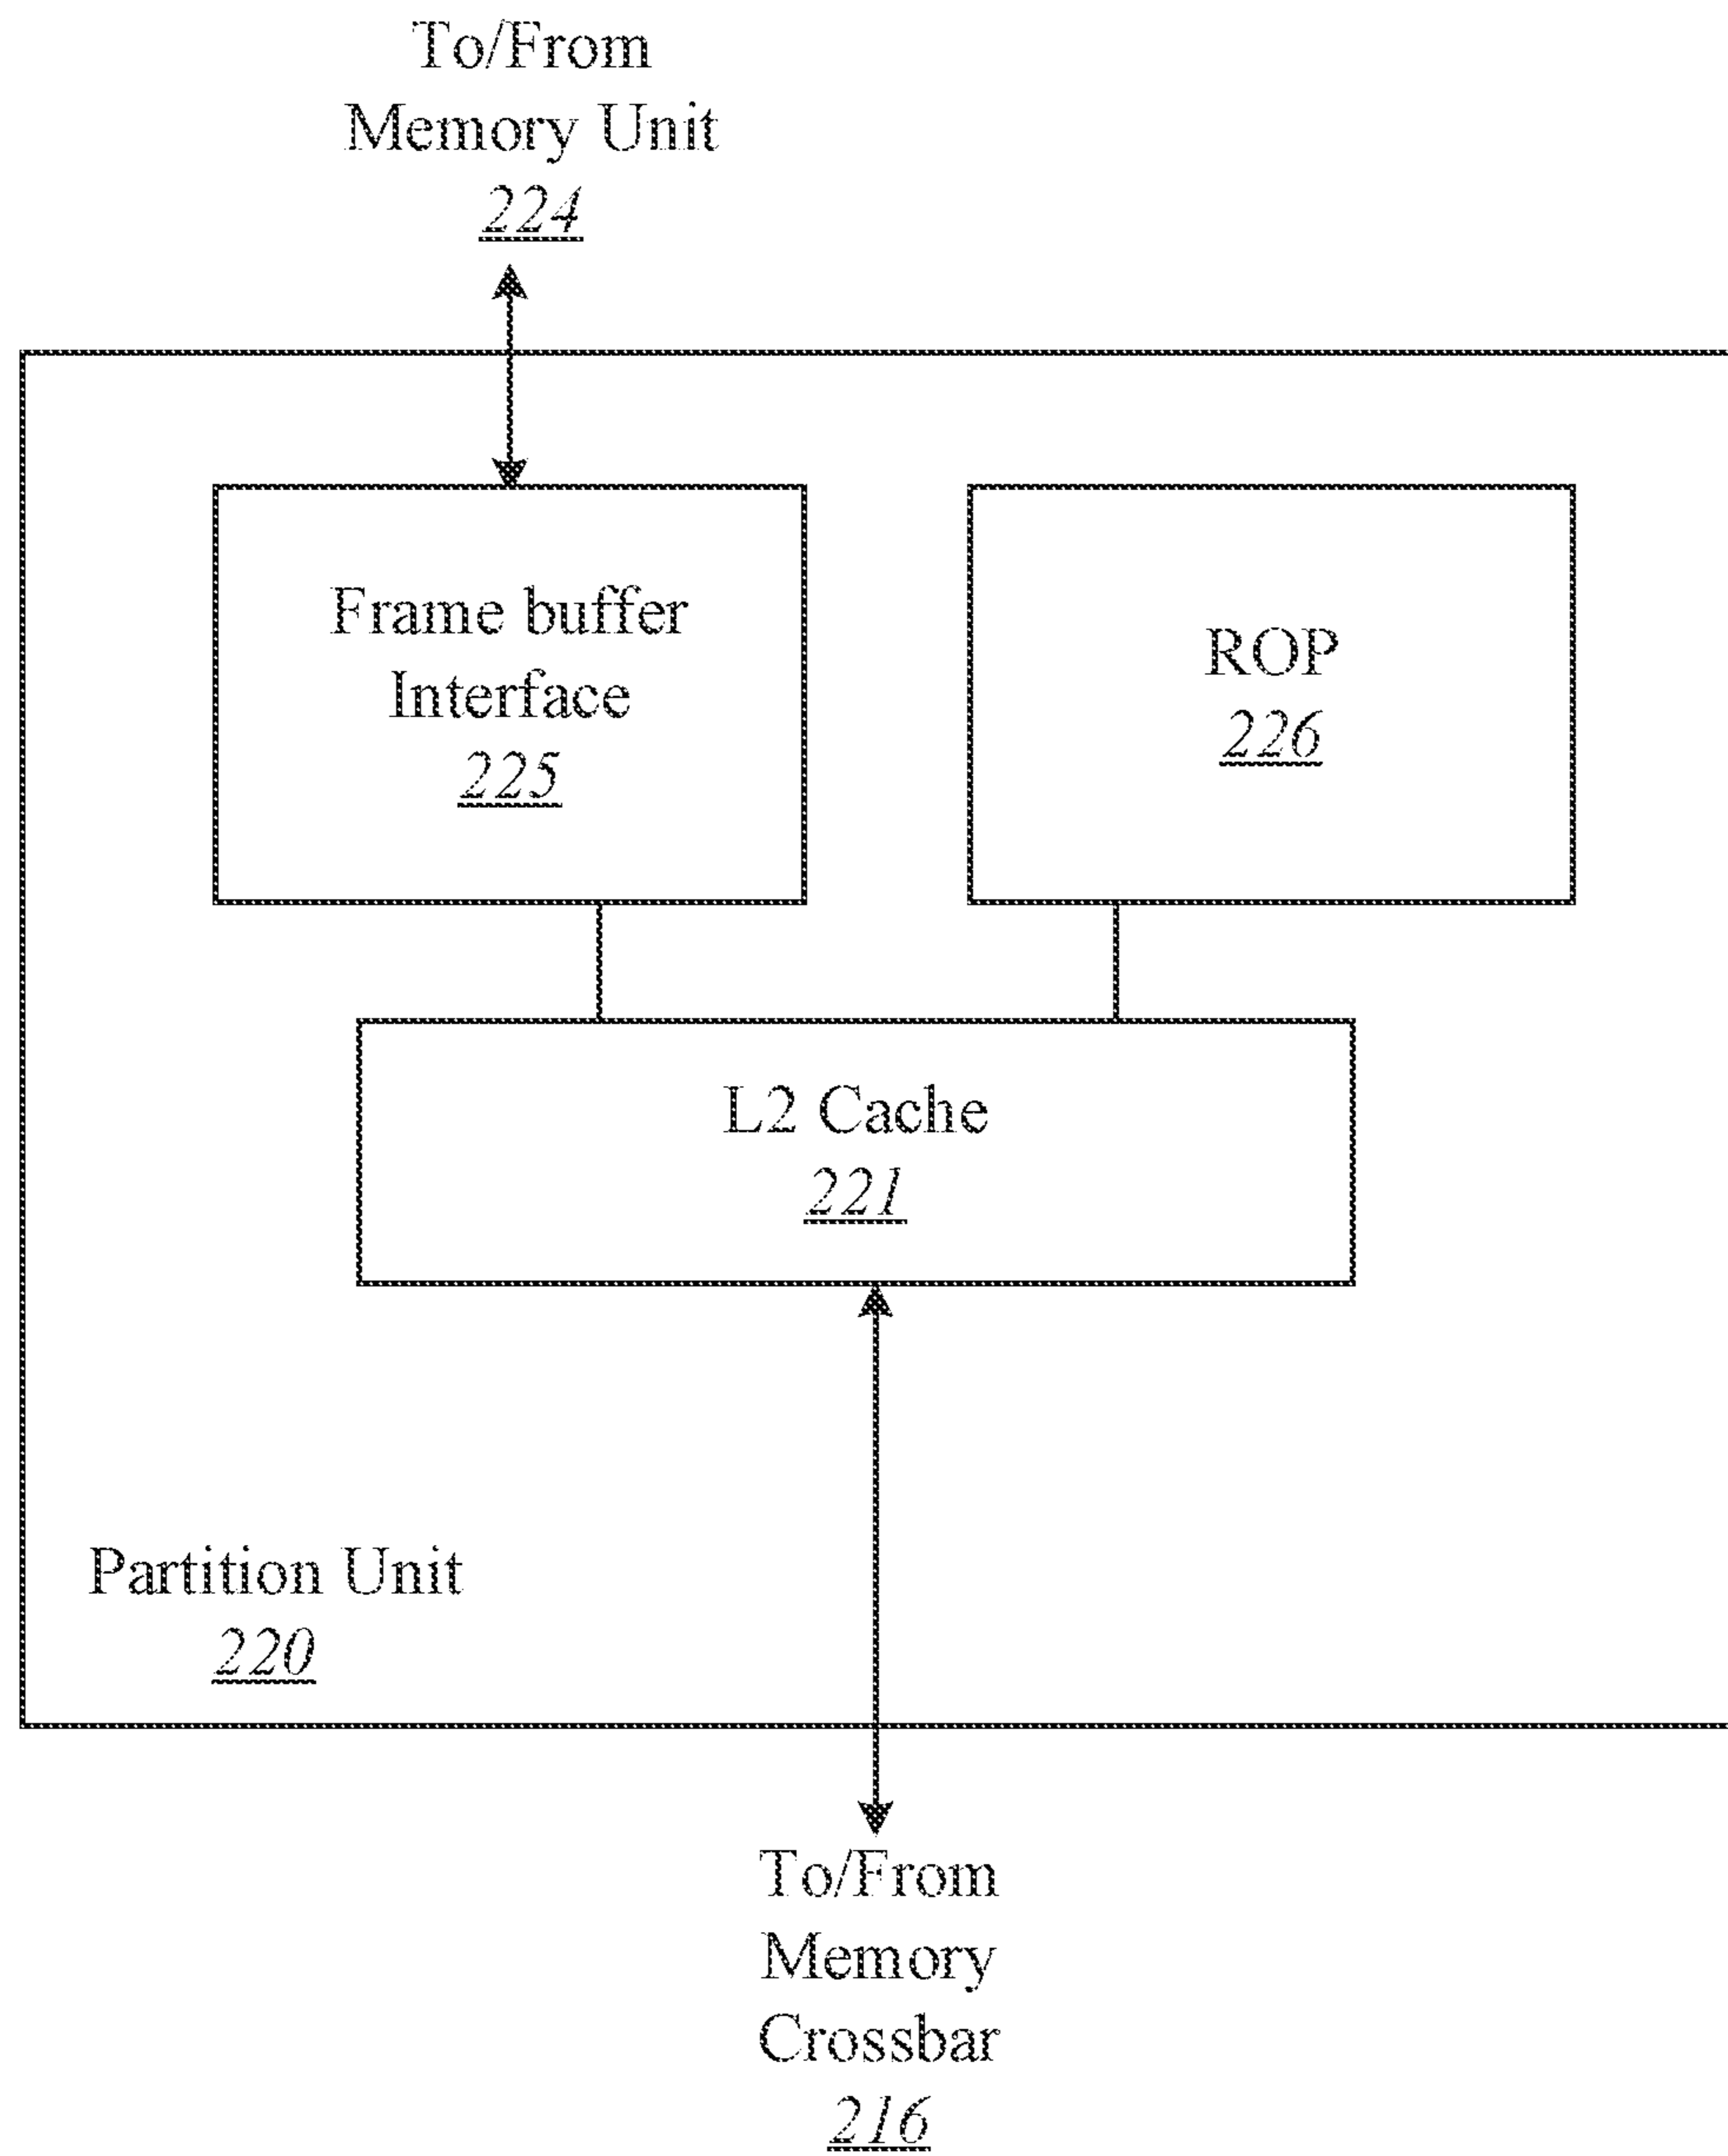 To/From
Memory Unit
224
Frame buffer
Interface
225
ROP
226
L2 Cache
221
Partition Unit
220
To/From
Memory
Crossbar
216